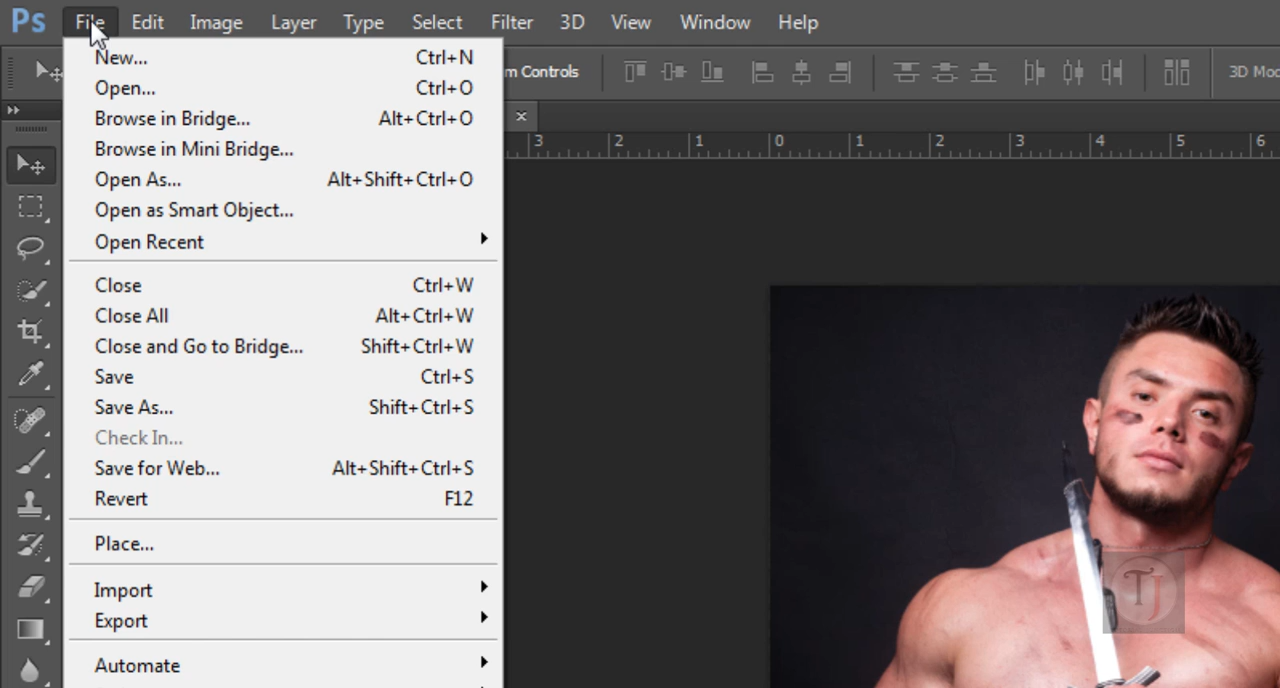 Ps File Edit Image Layer Type Select Filter 3D View Window Help
New... Ctrl+N
m Controls 3D Mod
Open... Ctrl+O
Browse in Bridge... Alt+Ctrl+O
3 2 1 0 1 2 3 4 5 6
Browse in Mini Bridge...
Open As... Alt+Shift+Ctrl+O
Open as Smart Object...
Open Recent
Close Ctrl+W
Close All Alt+Ctrl+W
Close and Go to Bridge... Shift+Ctrl+W
Save Ctrl+S
Save As... Shift+Ctrl+S
Check In...
Save for Web... Alt+Shift+Ctrl+S
Revert F12
Place...
Import
Export
TJ
Automate